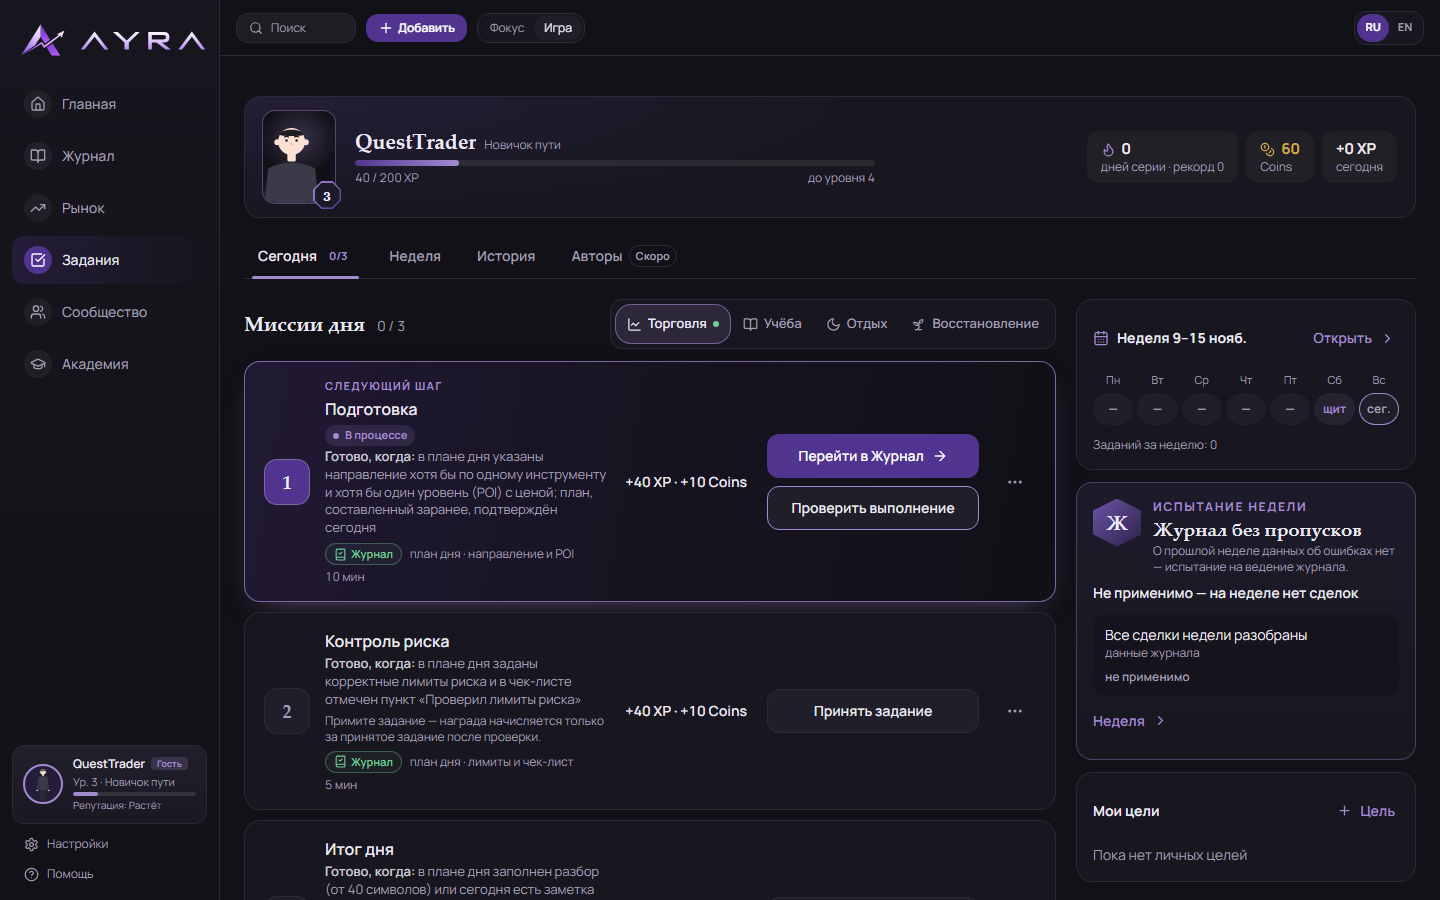 AYRA
Поиск
Добавить
Фокус
Игра
RU
EN
Главная
Журнал
Рынок
Задания
Сообщество
Академия
QuestTrader
Гость
Ур. 3 · Новичок пути
Репутация: Растёт
Настройки
Помощь
QuestTrader Новичок пути
40 / 200 XP
до уровня 4
3
0
дней серии · рекорд 0
60
Coins
+0 XP
сегодня
Сегодня 0/3
Неделя
История
Авторы Скоро
Миссии дня 0 / 3
Торговля
Учёба
Отдых
Восстановление
1
СЛЕДУЮЩИЙ ШАГ
Подготовка
В процессе
Готово, когда: в плане дня указаны
направление хотя бы по одному инструменту
и хотя бы один уровень (POI) с ценой; план,
составленный заранее, подтверждён
сегодня
Журнал план дня · направление и POI
10 мин
+40 XP · +10 Coins
Перейти в Журнал
Проверить выполнение
2
Контроль риска
Готово, когда: в плане дня заданы
корректные лимиты риска и в чек-листе
отмечен пункт «Проверил лимиты риска»
Примите задание — награда начисляется только
за принятое задание после проверки.
Журнал план дня · лимиты и чек-лист
5 мин
+40 XP · +10 Coins
Принять задание
Итог дня
Готово, когда: в плане дня заполнен разбор
(от 40 символов) или сегодня есть заметка
Неделя 9–15 нояб.
Открыть
Пн Вт Ср Чт Пт Сб Вс
– – – – – щит сег.
Заданий за неделю: 0
Ж
ИСПЫТАНИЕ НЕДЕЛИ
Журнал без пропусков
О прошлой неделе данных об ошибках нет
— испытание на ведение журнала.
Не применимо — на неделе нет сделок
Все сделки недели разобраны
данные журнала
не применимо
Неделя
Мои цели
Цель
Пока нет личных целей